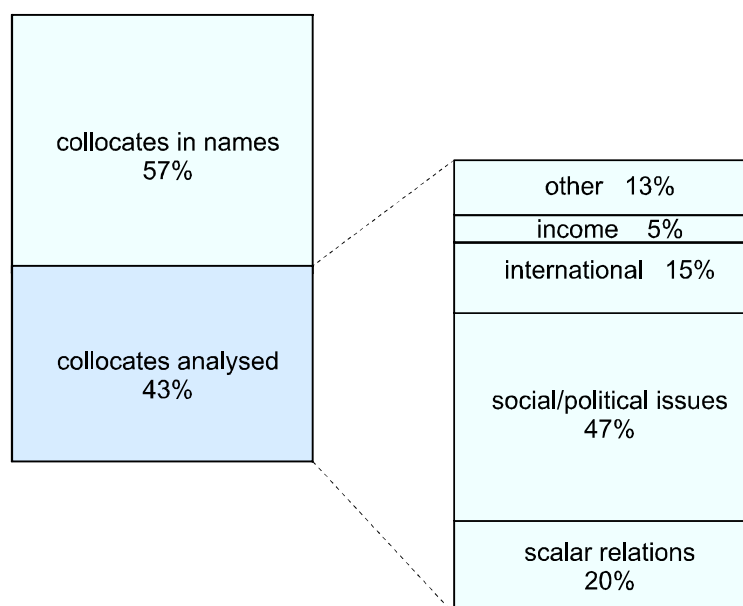 collocates in names
57%
collocates analysed
43%
other 13%
income 5%
international 15%
social/political issues
47%
scalar relations
20%